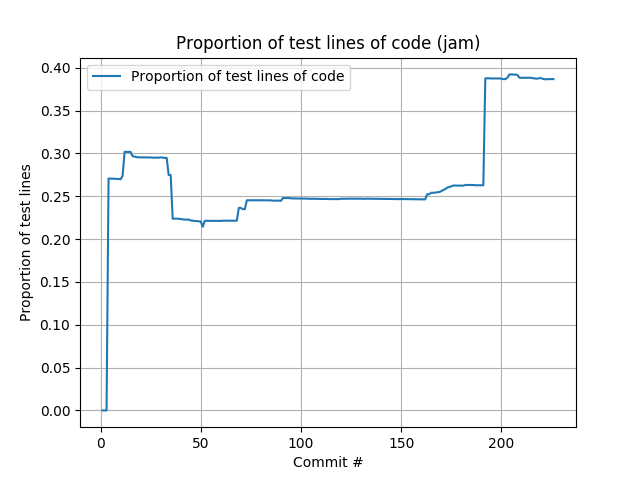 Proportion of test lines of code (jam)
Proportion of test lines of code
0.40
0.35
0.30
0.25
0.20
0.15
0.10
0.05
0.00
Proportion of test lines
0 50 100 150 200
Commit #